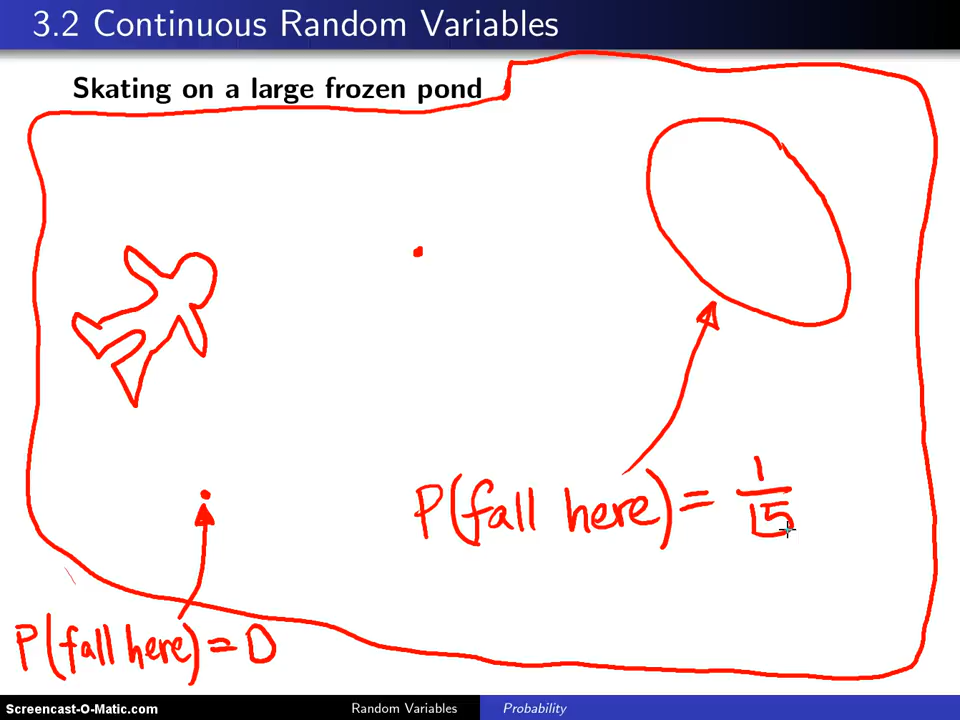 3.2 Continuous Random Variables
Skating on a large frozen pond
P(fall here) = 1/15
P(fall here) = 0
Screencast-O-Matic.com
Random Variables
Probability